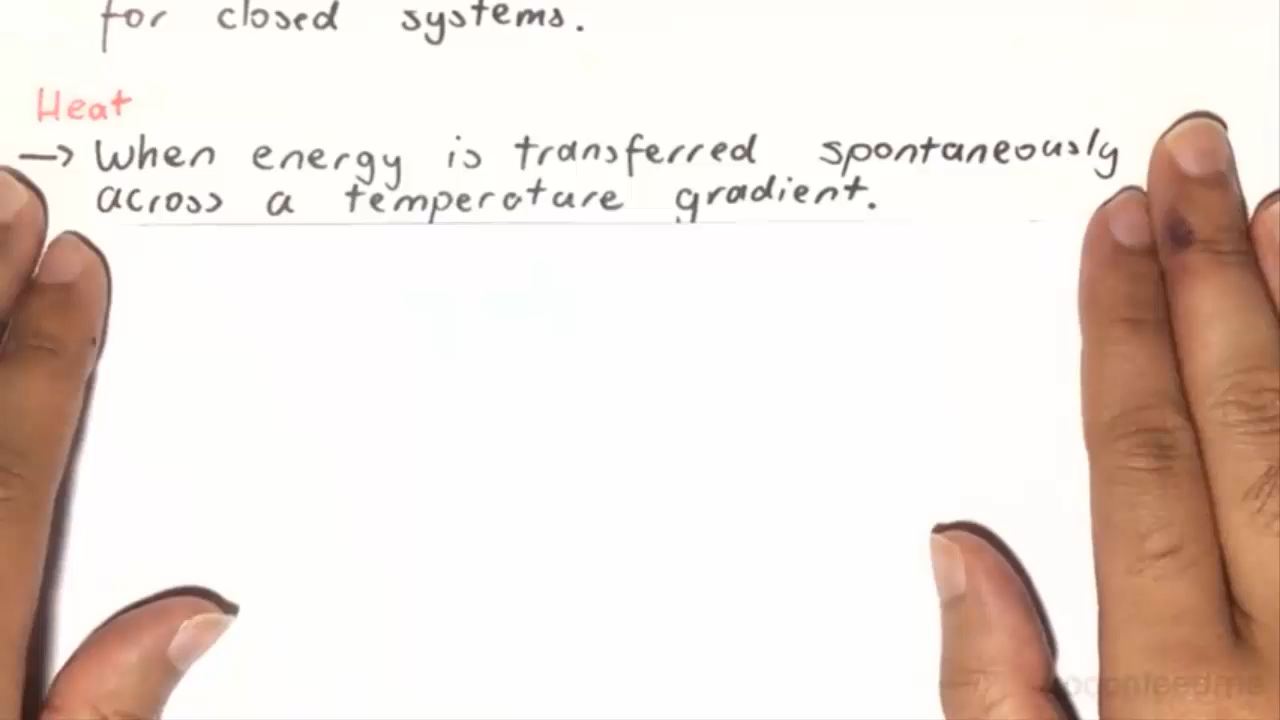 for closed systems.
Heat
→ When energy is transferred spontaneously
across a temperature gradient.